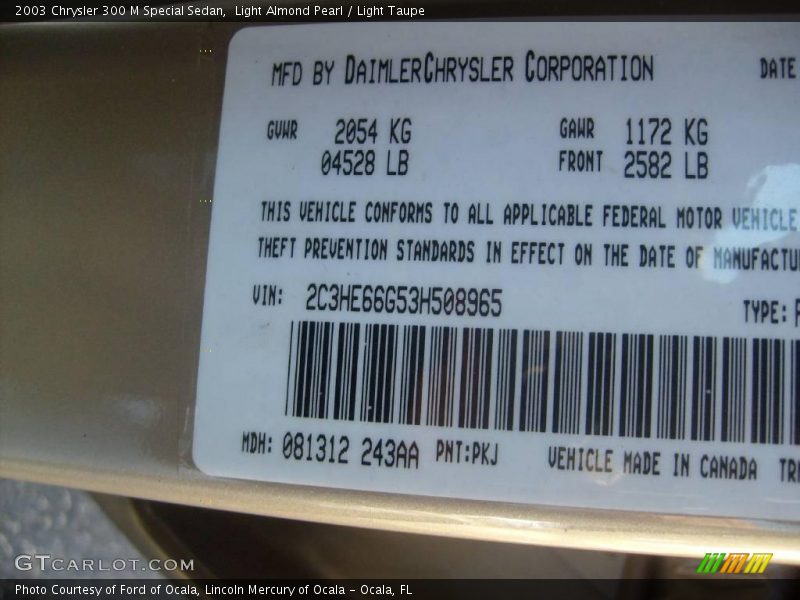 2003 Chrysler 300 M Special Sedan,  Light Almond Pearl / Light Taupe
MFD BY DAIMLERCHRYSLER CORPORATION DATE
GVWR 2054 KG GAWR 1172 KG
04528 LB FRONT 2582 LB
THIS VEHICLE CONFORMS TO ALL APPLICABLE FEDERAL MOTOR VEHICLE
THEFT PREVENTION STANDARDS IN EFFECT ON THE DATE OF MANUFACTU
VIN: 2C3HE66G53H508965 TYPE: P
MDH: 081312 243AA PNT:PKJ VEHICLE MADE IN CANADA TRI
GTCARLOT.COM
Photo Courtesy of Ford of Ocala, Lincoln Mercury of Ocala – Ocala, FL